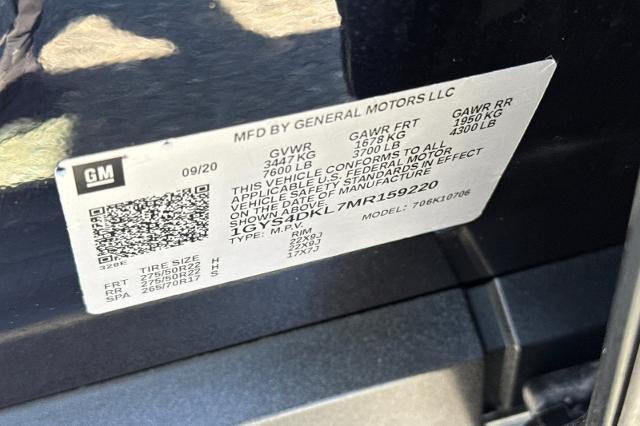 MFD BY GENERAL MOTORS LLC
GM 09/20 GVWR GAWR FRT GAWR RR
3447 KG 1678 KG 1950 KG
7600 LB 3700 LB 4300 LB
THIS VEHICLE CONFORMS TO ALL
APPLICABLE U.S. FEDERAL MOTOR
VEHICLE SAFETY STANDARDS IN EFFECT
ON THE DATE OF MANUFACTURE
SHOWN ABOVE.
1GYS4DKL7MR159220
TYPE: M.P.V. MODEL: 706K10706
328E
TIRE SIZE RIM
FRT 275/50R22 H 22X9J
RR 275/50R22 H 22X9J
SPA 265/70R17 S 17X7J